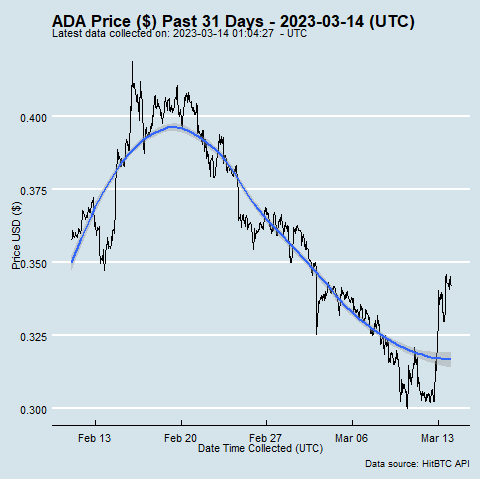 ADA Price ($) Past 31 Days - 2023-03-14 (UTC)
Latest data collected on: 2023-03-14 01:04:27 - UTC
0.400
0.375
0.350
0.325
0.300
Price USD ($)
Feb 13 Feb 20 Feb 27 Mar 06 Mar 13
Date Time Collected (UTC)
Data source: HitBTC API